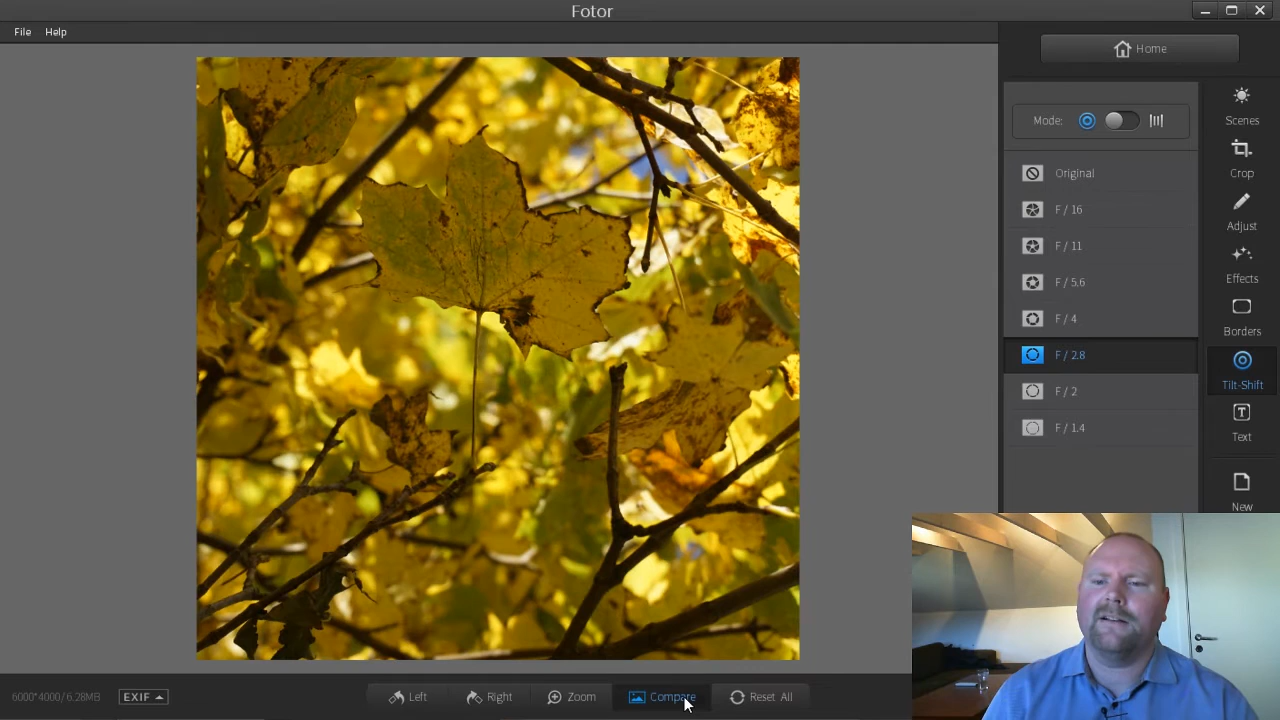 Fotor
File Help
Home
Mode:
Original
F / 16
F / 11
F / 5.6
F / 4
F / 2.8
F / 2
F / 1.4
Scenes
Crop
Adjust
Effects
Borders
Tilt-Shift
Text
New
6000*4000/6.28MB EXIF Left Right Zoom Compare Reset All